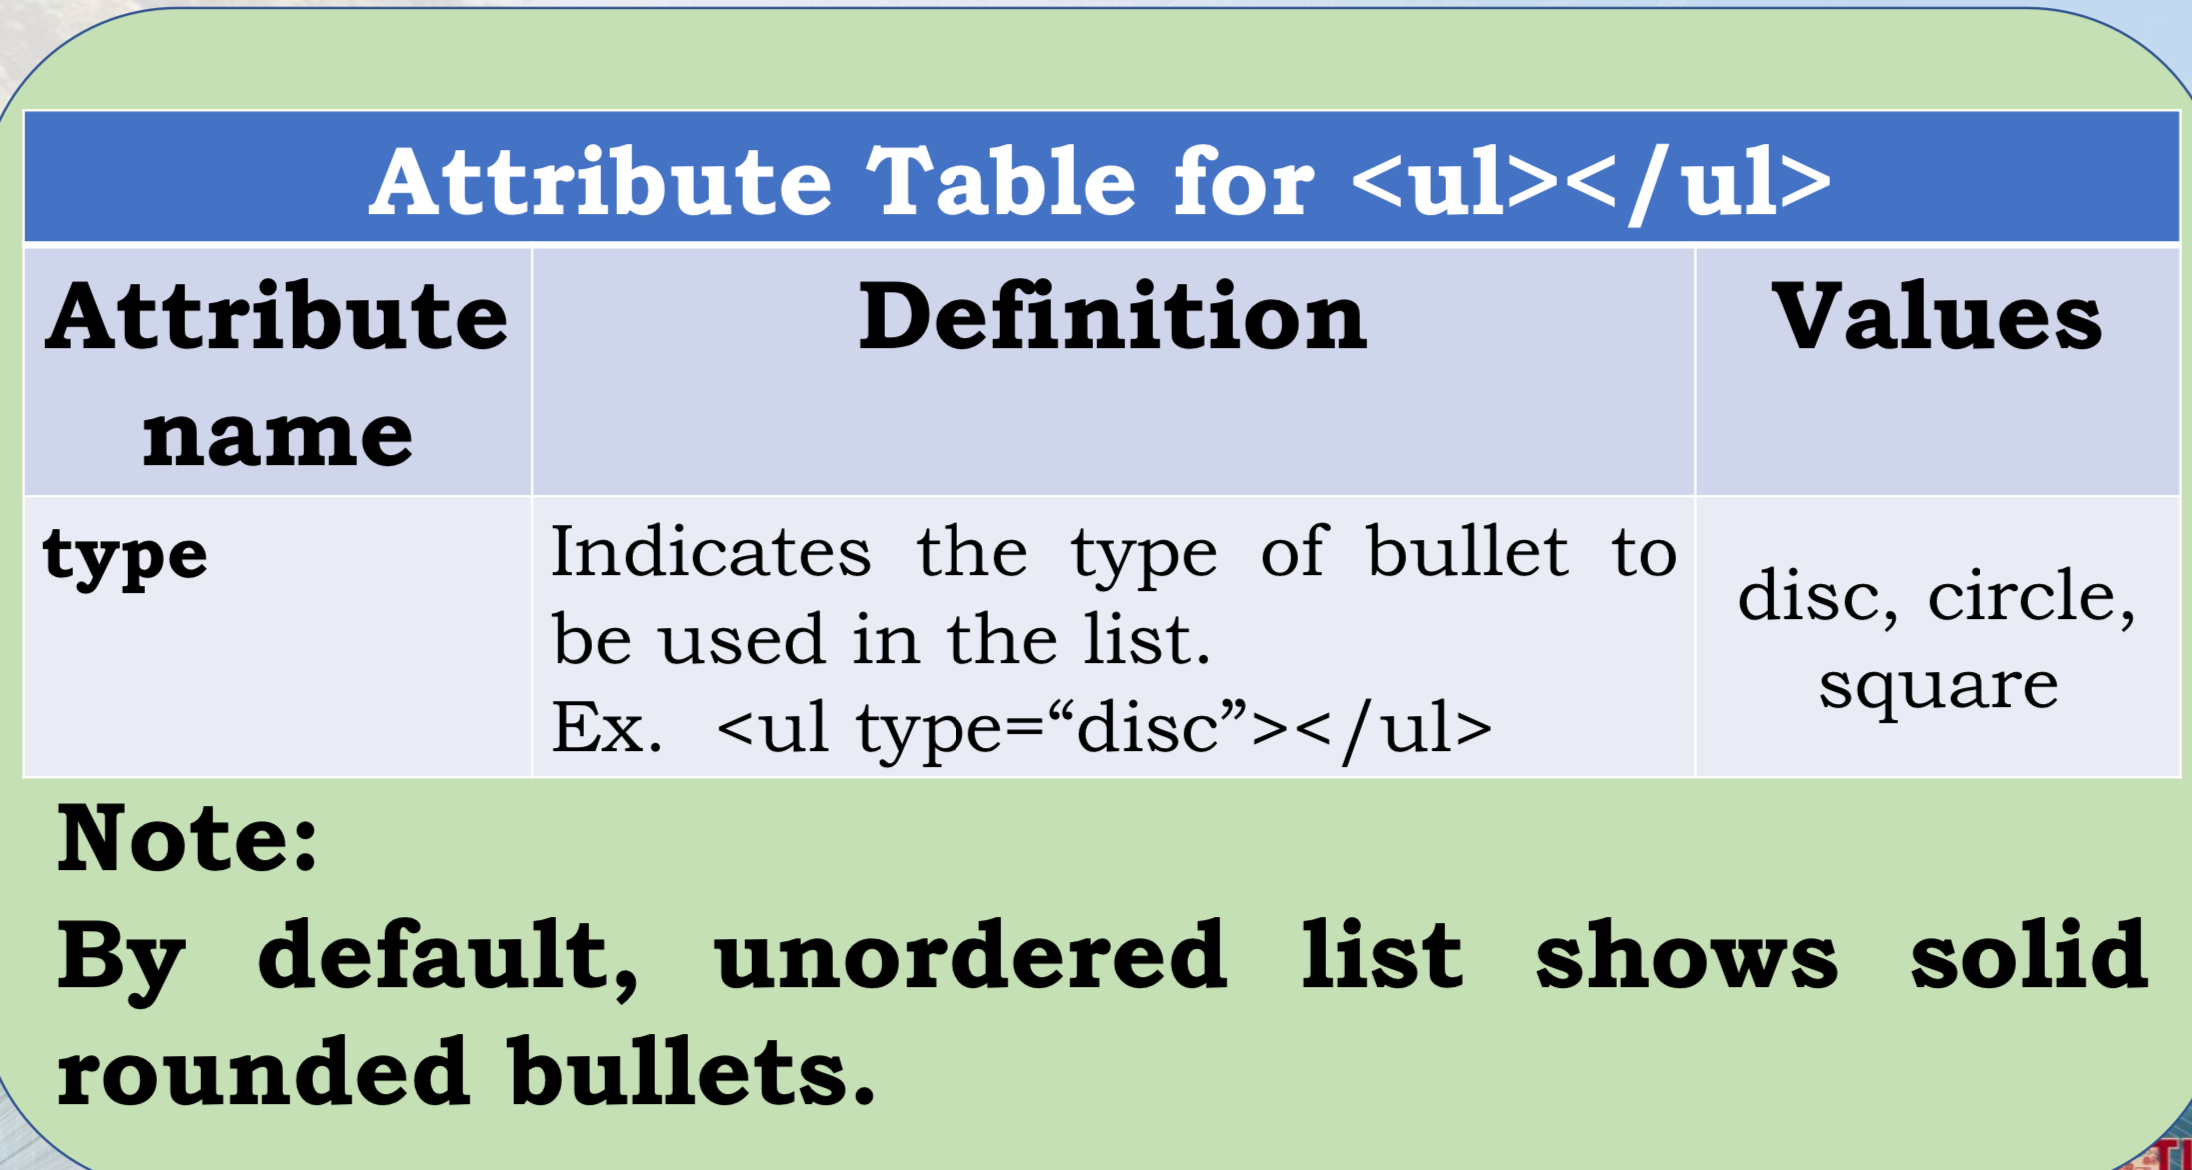 Attribute Table for <ul></ul>
Attribute
name
Definition
Values
type
Indicates the type of bullet to
be used in the list.
Ex. <ul type=“disc”></ul>
disc, circle,
square
Note:
By default, unordered list shows solid
rounded bullets.